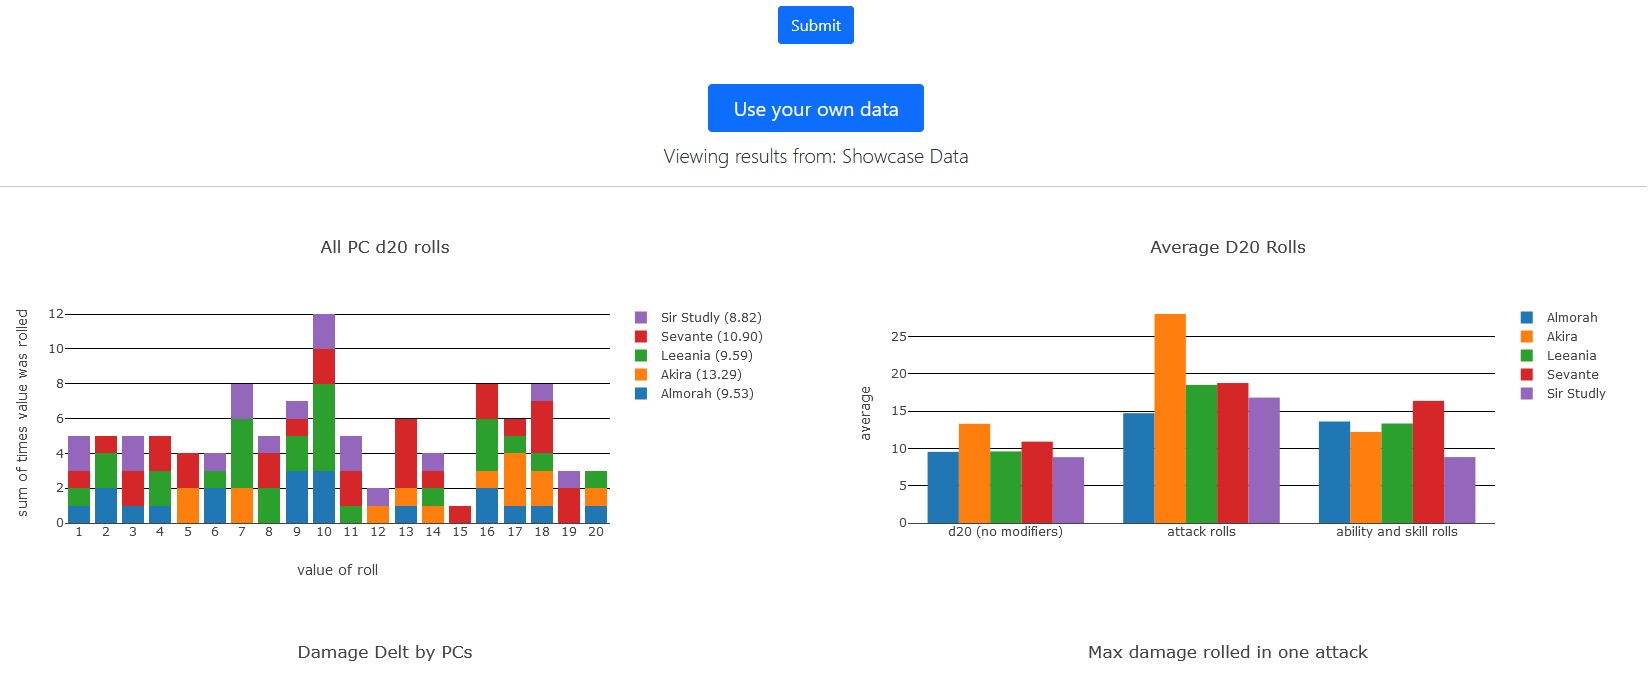 Submit
Use your own data
Viewing results from: Showcase Data
All PC d20 rolls
sum of times value was rolled
12
10
8
6
4
2
0
1 2 3 4 5 6 7 8 9 10 11 12 13 14 15 16 17 18 19 20
value of roll
Sir Studly (8.82)
Sevante (10.90)
Leeania (9.59)
Akira (13.29)
Almorah (9.53)
Average D20 Rolls
average
25
20
15
10
5
0
d20 (no modifiers) attack rolls ability and skill rolls
Almorah
Akira
Leeania
Sevante
Sir Studly
Damage Delt by PCs
Max damage rolled in one attack